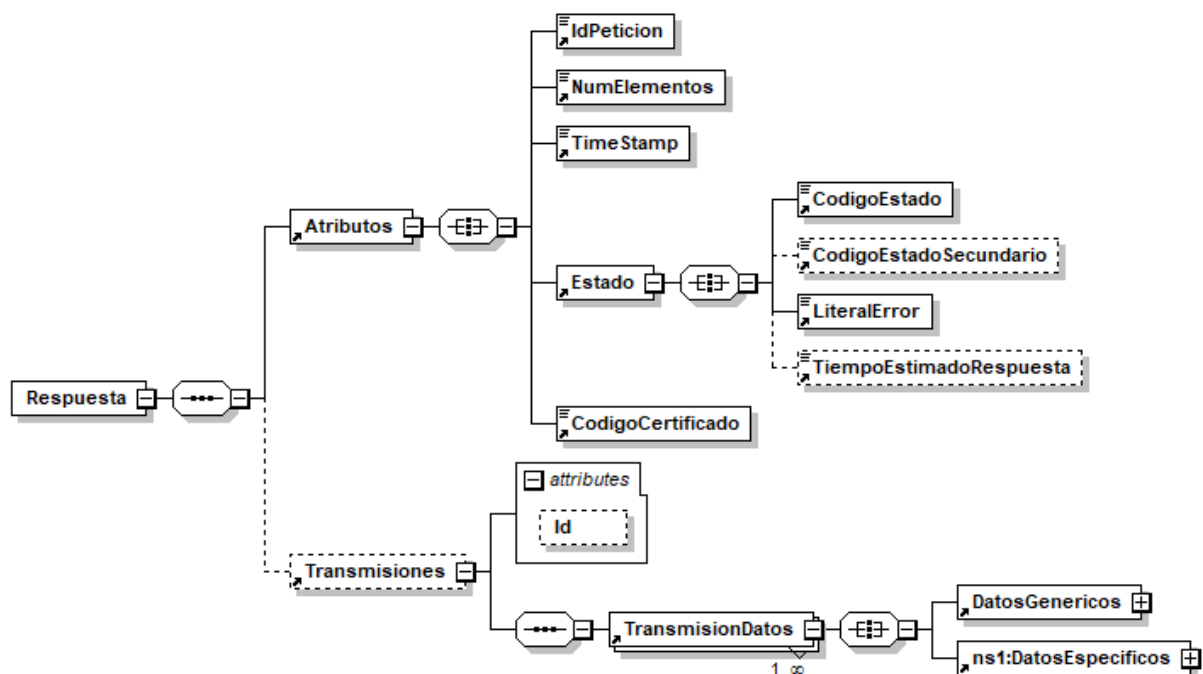 IdPeticion
NumElementos
TimeStamp
CodigoEstado
Atributos
CodigoEstadoSecundario
Estado
LiteralError
TiempoEstimadoRespuesta
Respuesta
CodigoCertificado
attributes
Id
Transmisiones
DatosGenericos
TransmisionDatos
1 ∞
ns1:DatosEspecificos